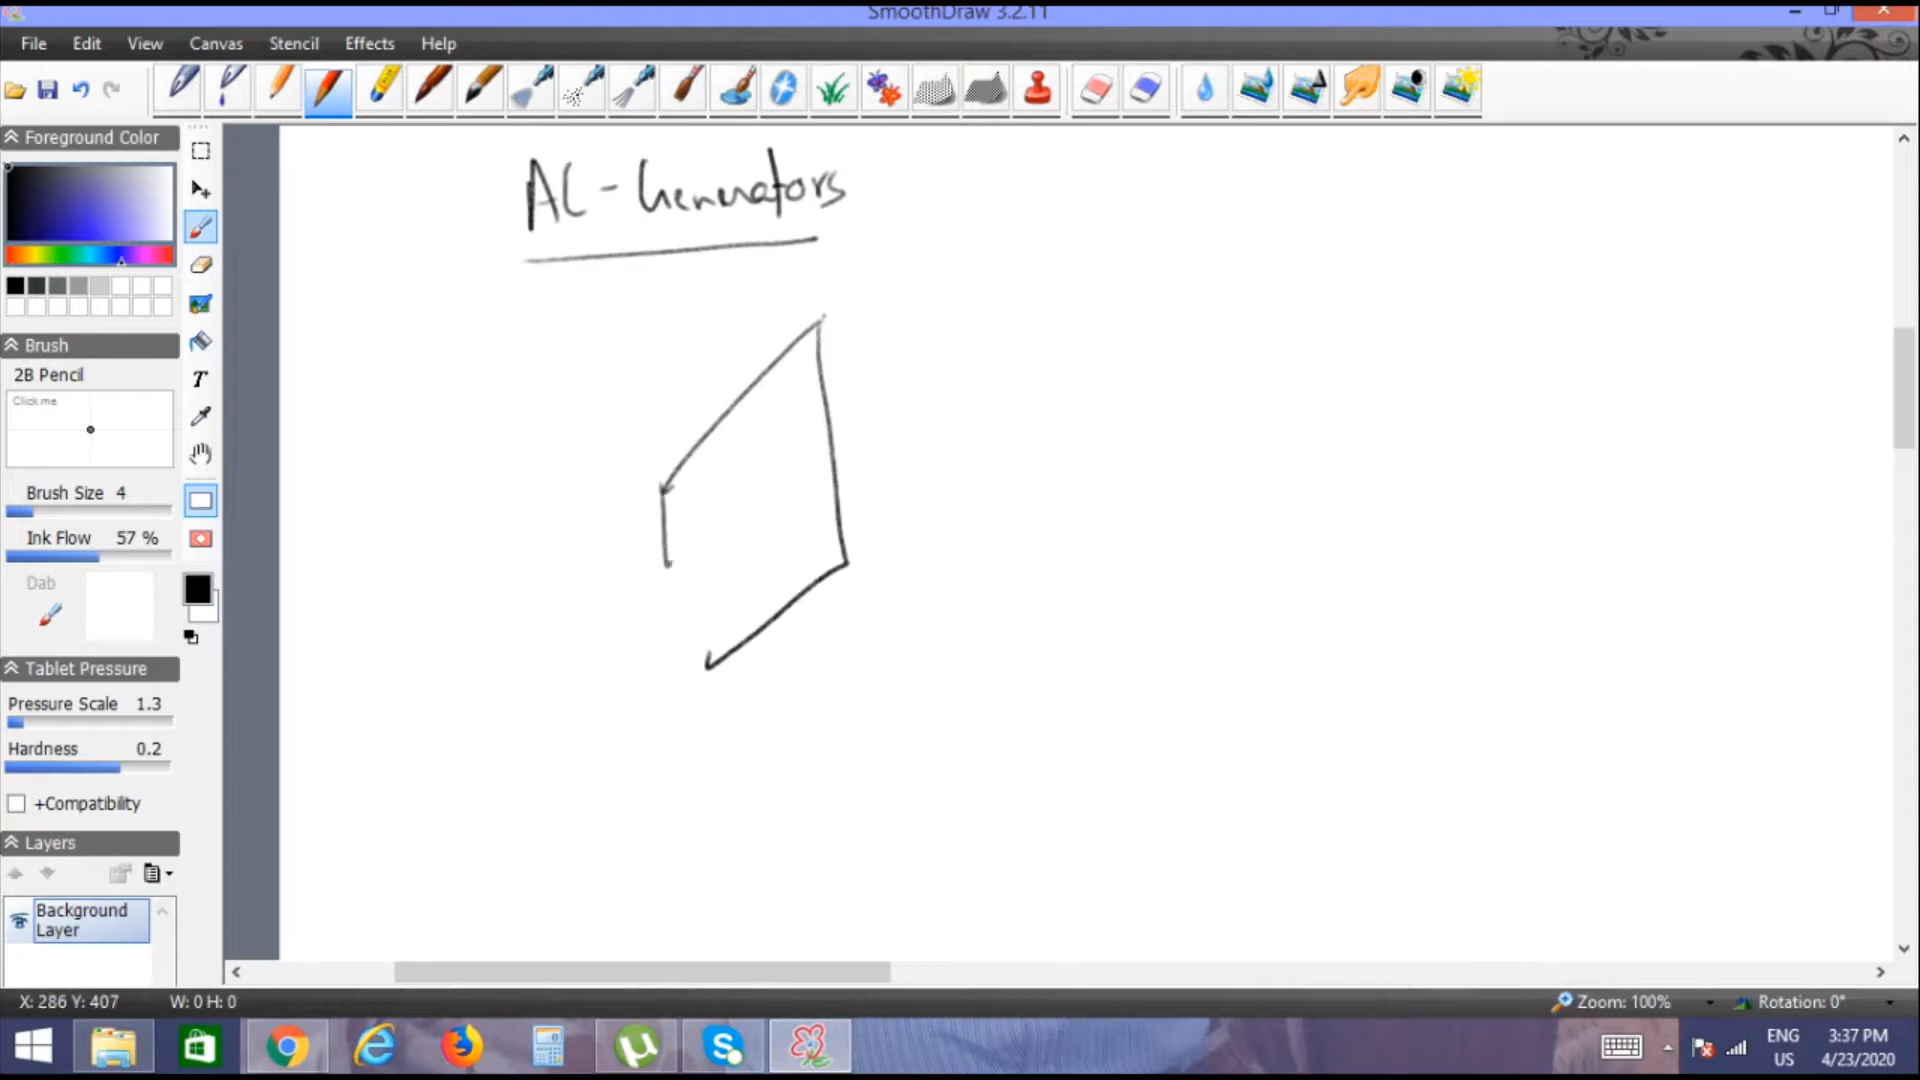 SmoothDraw 3.2.11
File Edit View Canvas Stencil Effects Help
Foreground Color
AC - Generators
Brush
2B Pencil
Click me
Brush Size 4
Ink Flow 57 %
Dab
Tablet Pressure
Pressure Scale 1.3
Hardness 0.2
+Compatibility
Layers
Background
Layer
X: 286 Y: 407 W: 0 H: 0 Zoom: 100% Rotation: 0°
ENG 3:37 PM
US 4/23/2020